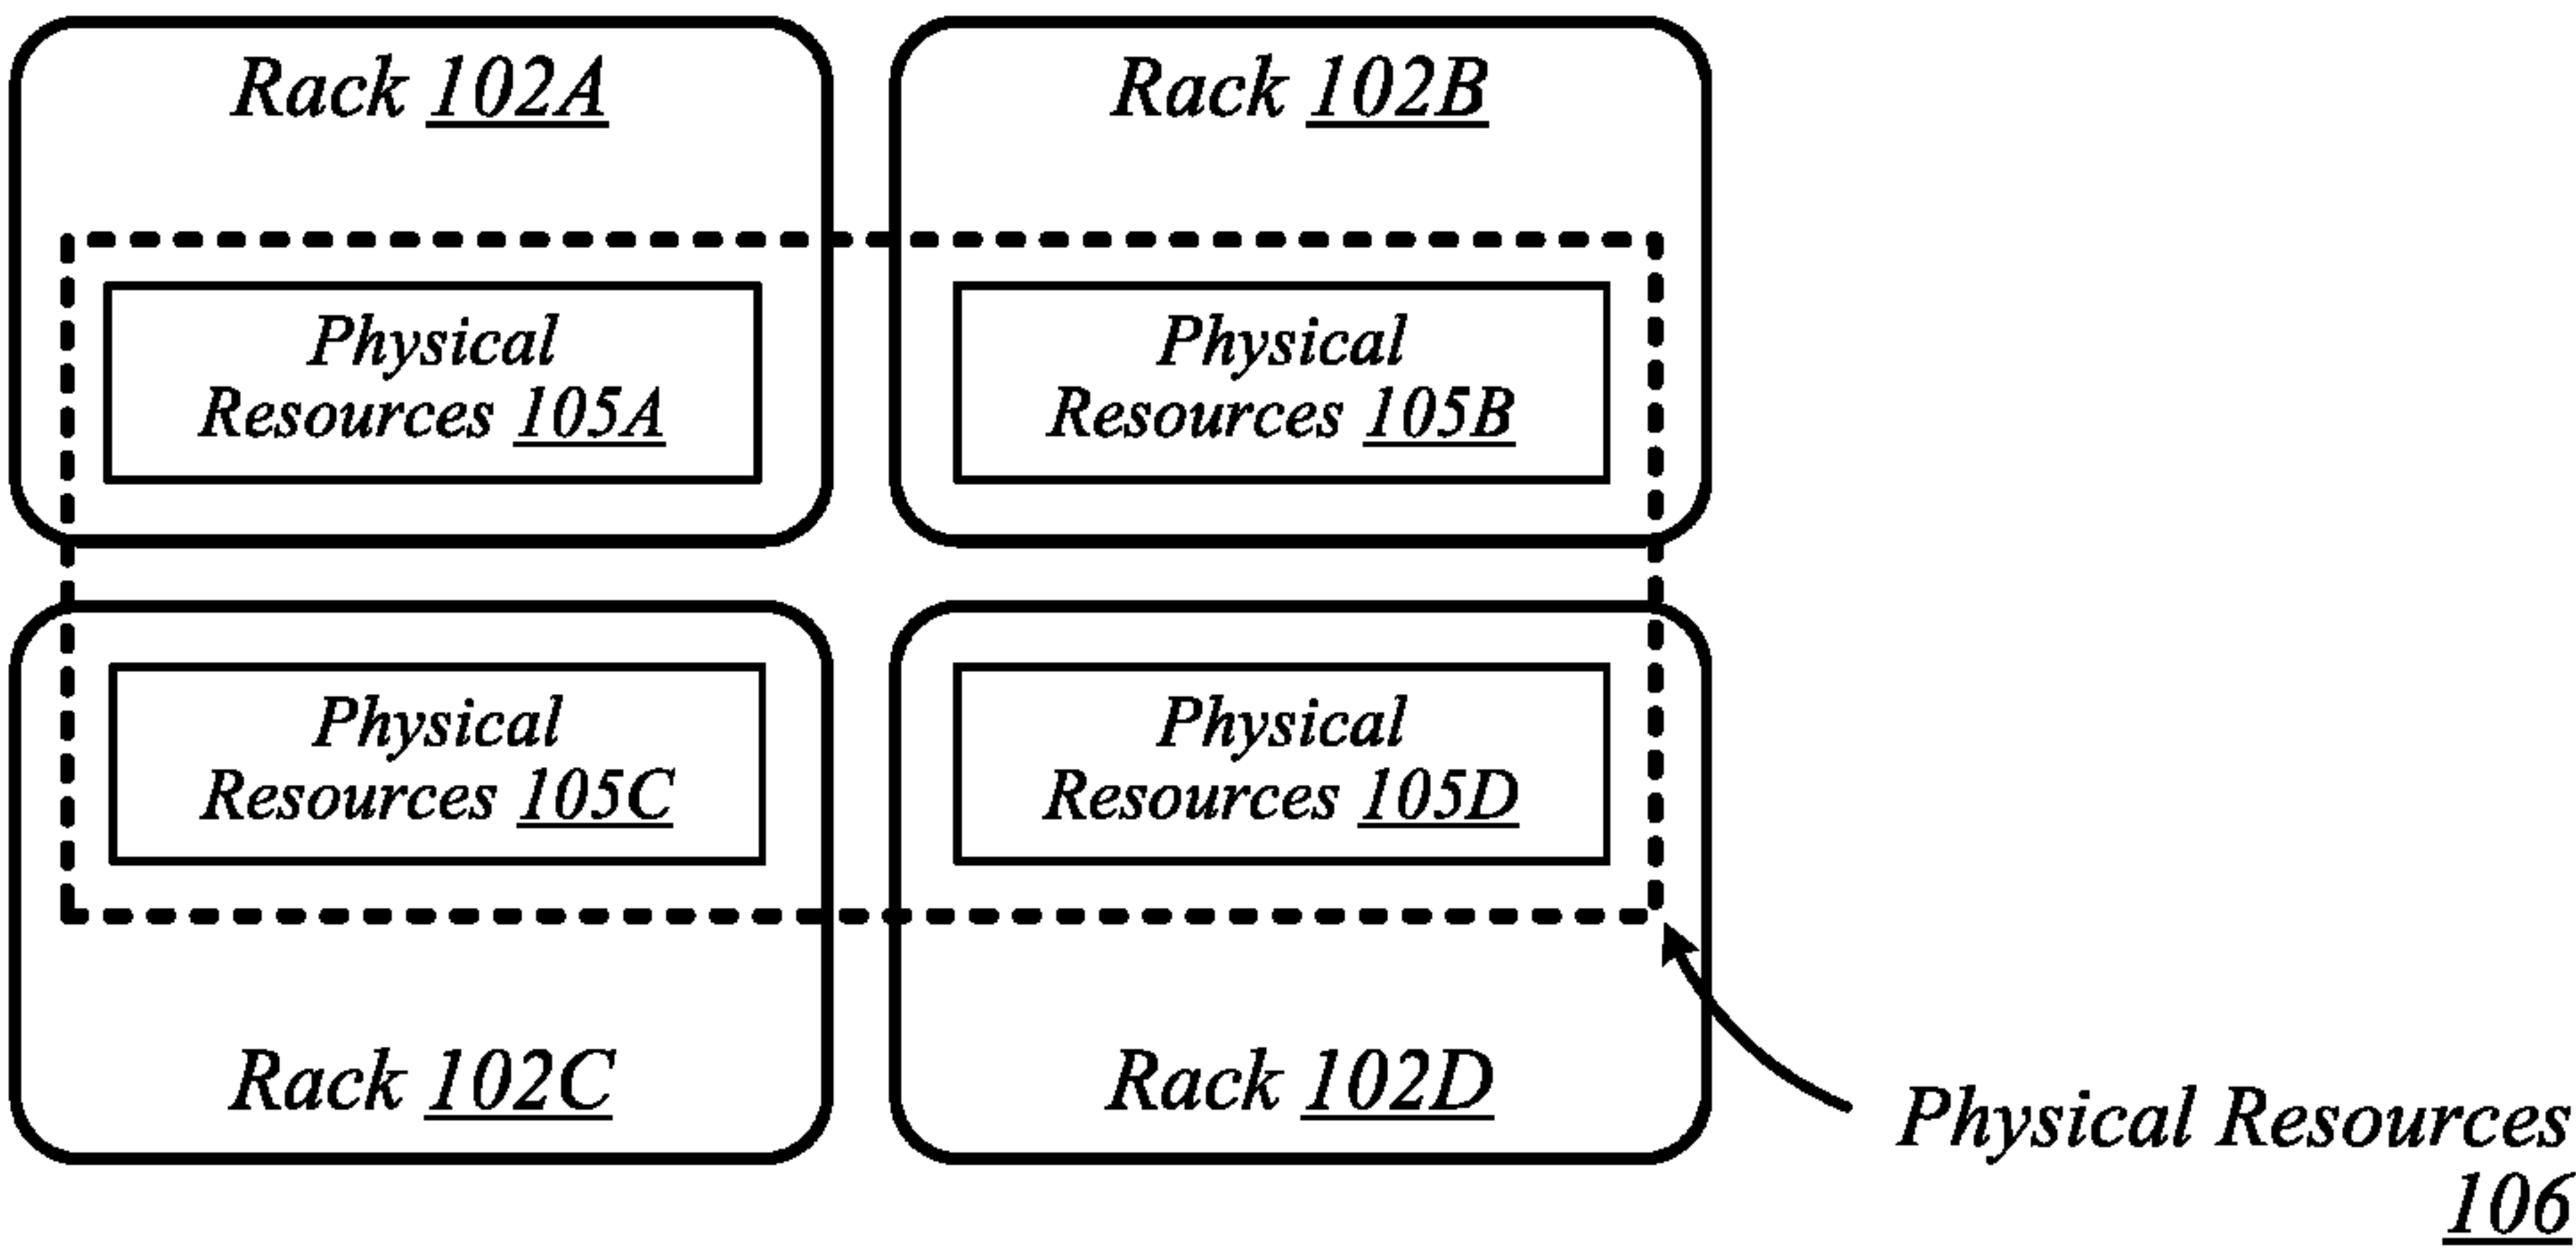 Rack 102A
Rack 102B
Physical
Resources 105A
Physical
Resources 105B
Physical
Resources 105C
Physical
Resources 105D
Rack 102C
Rack 102D
Physical Resources
106